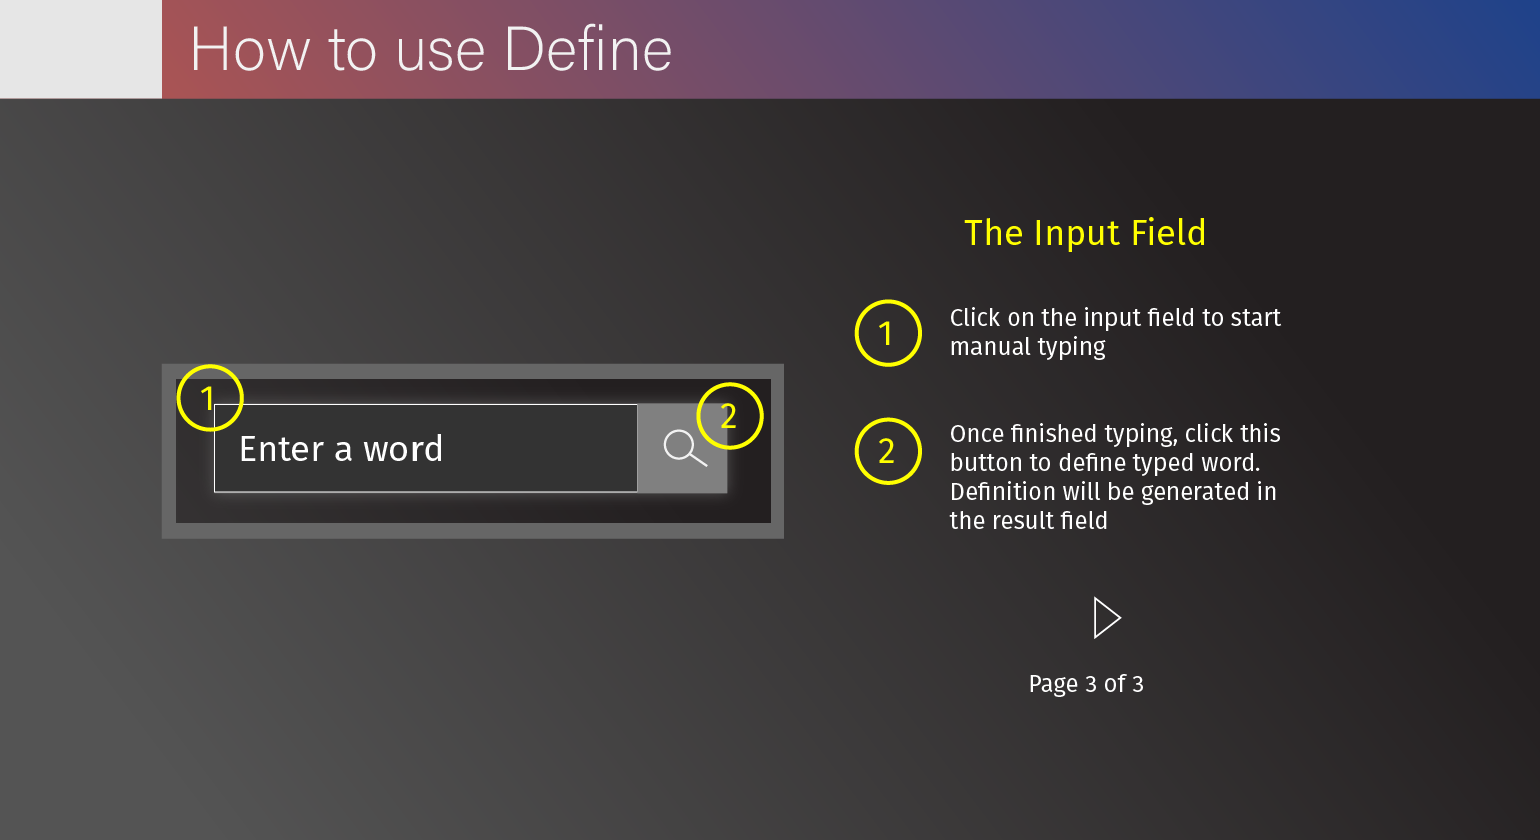 How to use Define
The Input Field
1
Click on the input field to start
manual typing
1
2
Enter a word
2
Once finished typing, click this
button to define typed word.
Definition will be generated in
the result field
Page 3 of 3